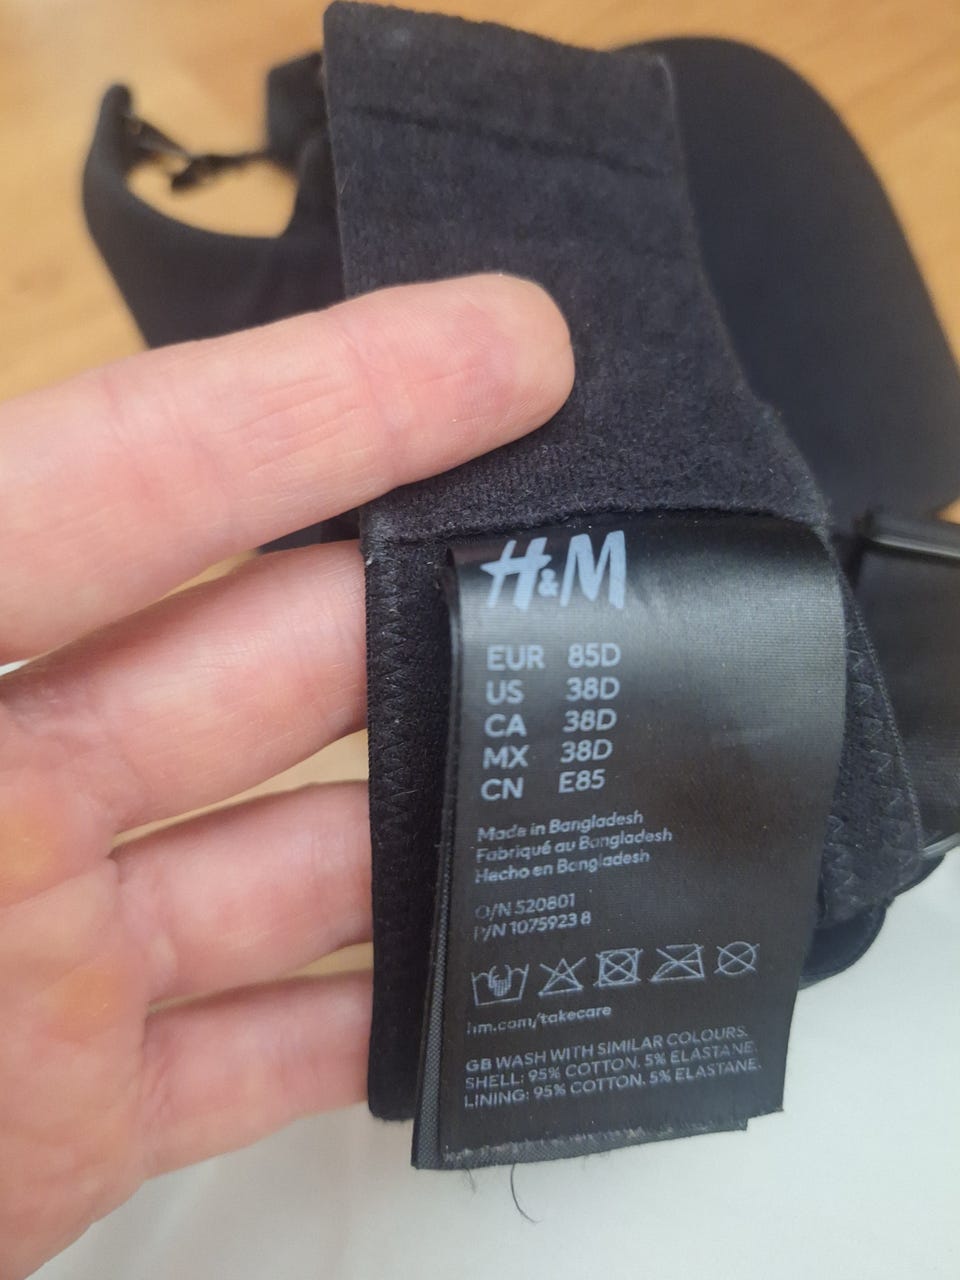 H&M
EUR 85D
US 38D
CA 38D
MX 38D
CN E85
Made in Bangladesh
Fabriqué au Bangladesh
Hecho en Bangladesh
O/N 520801
P/N 1075923 8
hm.com/takecare
GB WASH WITH SIMILAR COLOURS.
SHELL: 95% COTTON. 5% ELASTANE.
LINING: 95% COTTON. 5% ELASTANE.